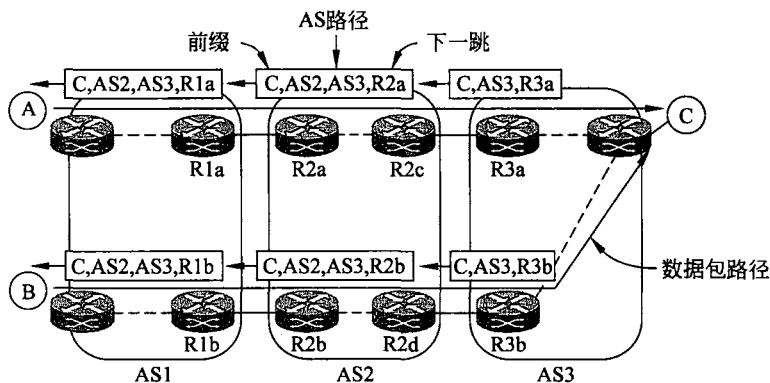 AS路径
前缀
下一跳
C,AS2,AS3,R1a
C,AS2,AS3,R2a
C,AS3,R3a
A
C
R1a
R2a
R2c
R3a
C,AS2,AS3,R1b
C,AS2,AS3,R2b
C,AS3,R3b
数据包路径
B
R1b
R2b
R2d
R3b
AS1
AS2
AS3